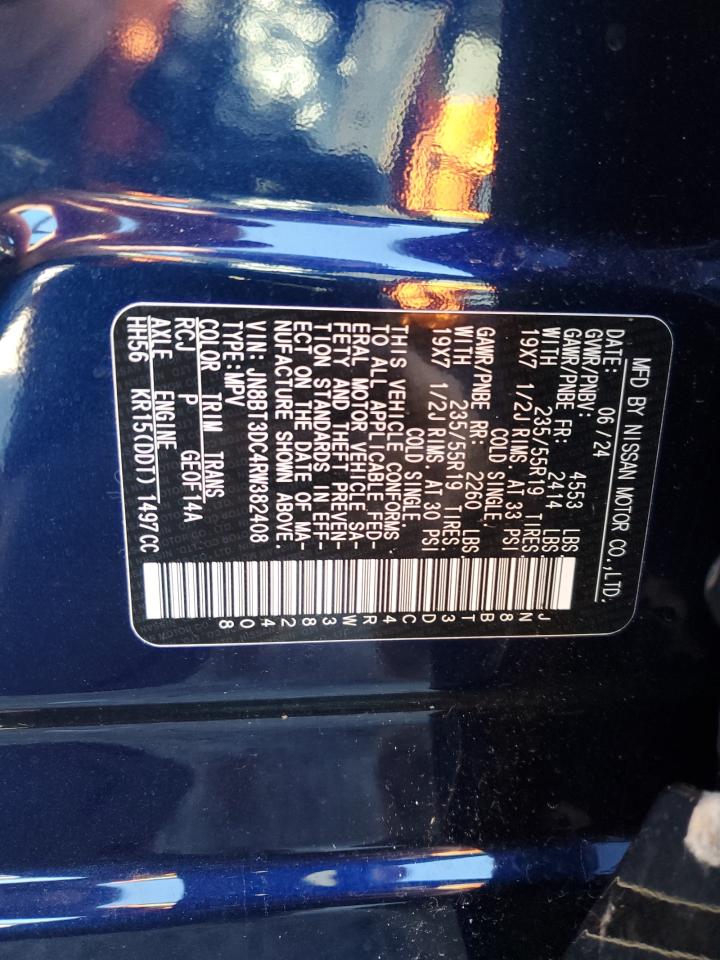 MFD BY NISSAN MOTOR CO.,LTD.
DATE: 06 / 24
GVWR/PNBV: 4553 LBS
GAWR/PNBE FR: 2414 LBS
WITH 235/55R19 TIRES
19X7 1/2J RIMS. AT 33 PSI
COLD SINGLE.
GAWR/PNBE RR: 2260 LBS
WITH 235/55R19 TIRES:
19X7 1/2J RIMS. AT 30 PSI
COLD SINGLE.
THIS VEHICLE CONFORMS
TO ALL APPLICABLE FED-
ERAL MOTOR VEHICLE SA-
FETY AND THEFT PREVEN-
TION STANDARDS IN EFF-
ECT ON THE DATE OF MA-
NUFACTURE SHOWN ABOVE.
VIN: JN8BT3DC4RW382408
TYPE:MPV
COLOR TRIM TRANS
RCJ P GE0F14A
AXLE ENGINE
HH56 KR15(DDT) 1497CC
JN8BT3DC4RW382408